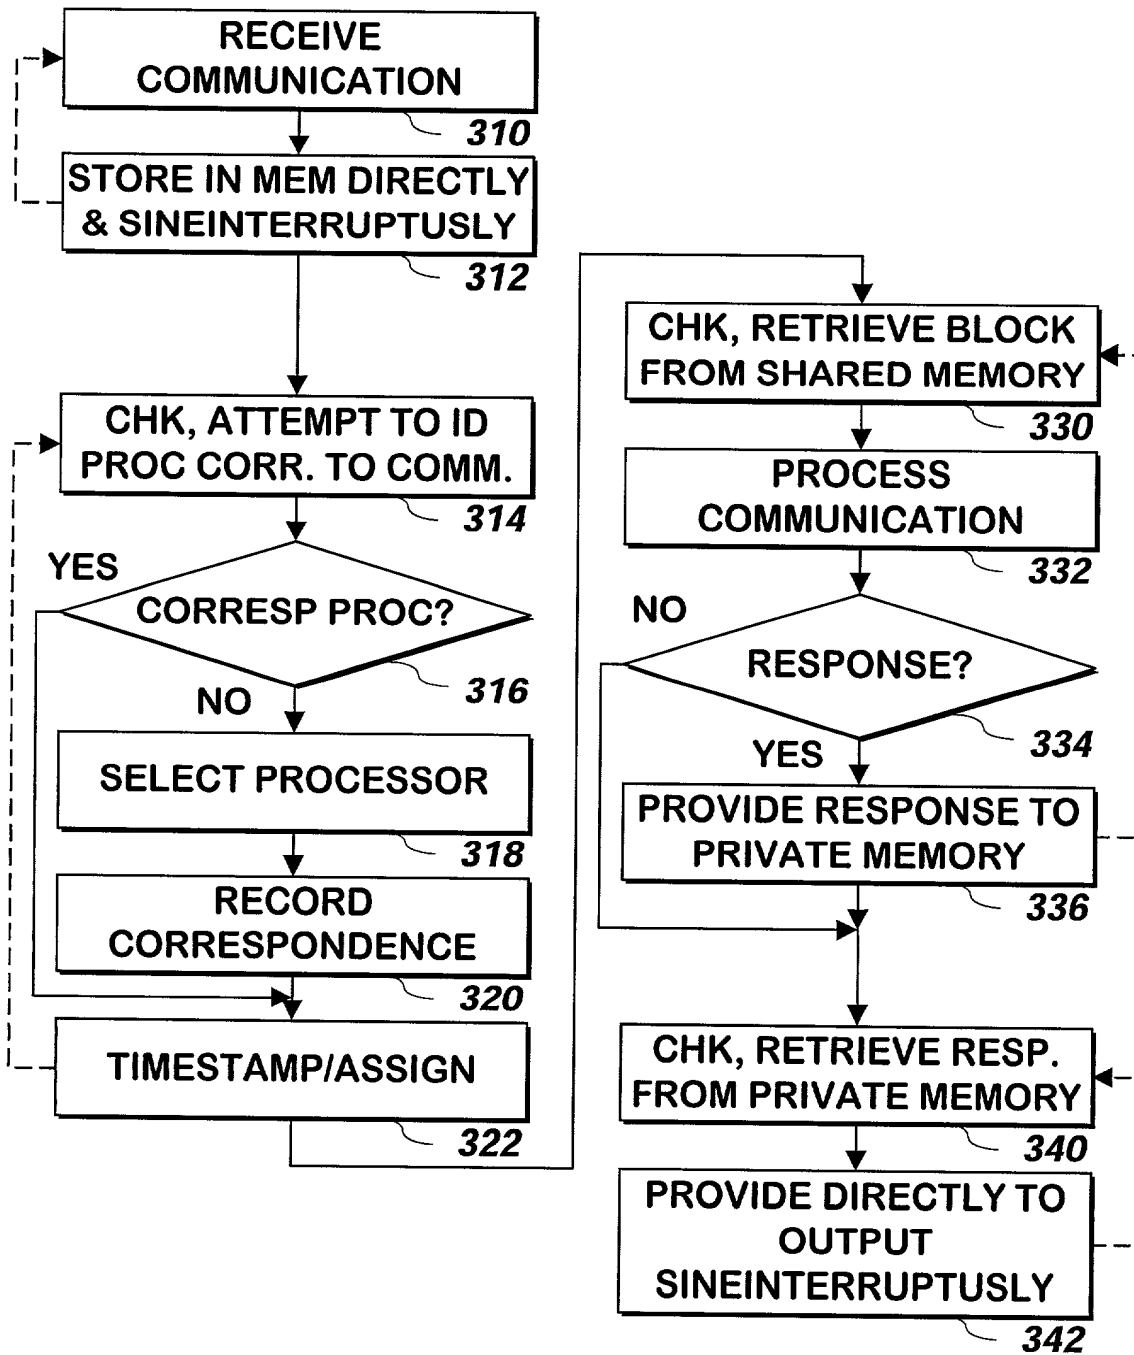 RECEIVE
COMMUNICATION
310
STORE IN MEM DIRECTLY
& SINEINTERRUPTUSLY
312
CHK, ATTEMPT TO ID
PROC CORR. TO COMM.
314
YES
CORRESP PROC?
316
NO
SELECT PROCESSOR
318
RECORD
CORRESPONDENCE
320
TIMESTAMP/ASSIGN
322
CHK, RETRIEVE BLOCK
FROM SHARED MEMORY
330
PROCESS
COMMUNICATION
332
NO
RESPONSE?
334
YES
PROVIDE RESPONSE TO
PRIVATE MEMORY
336
CHK, RETRIEVE RESP.
FROM PRIVATE MEMORY
340
PROVIDE DIRECTLY TO
OUTPUT
SINEINTERRUPTUSLY
342